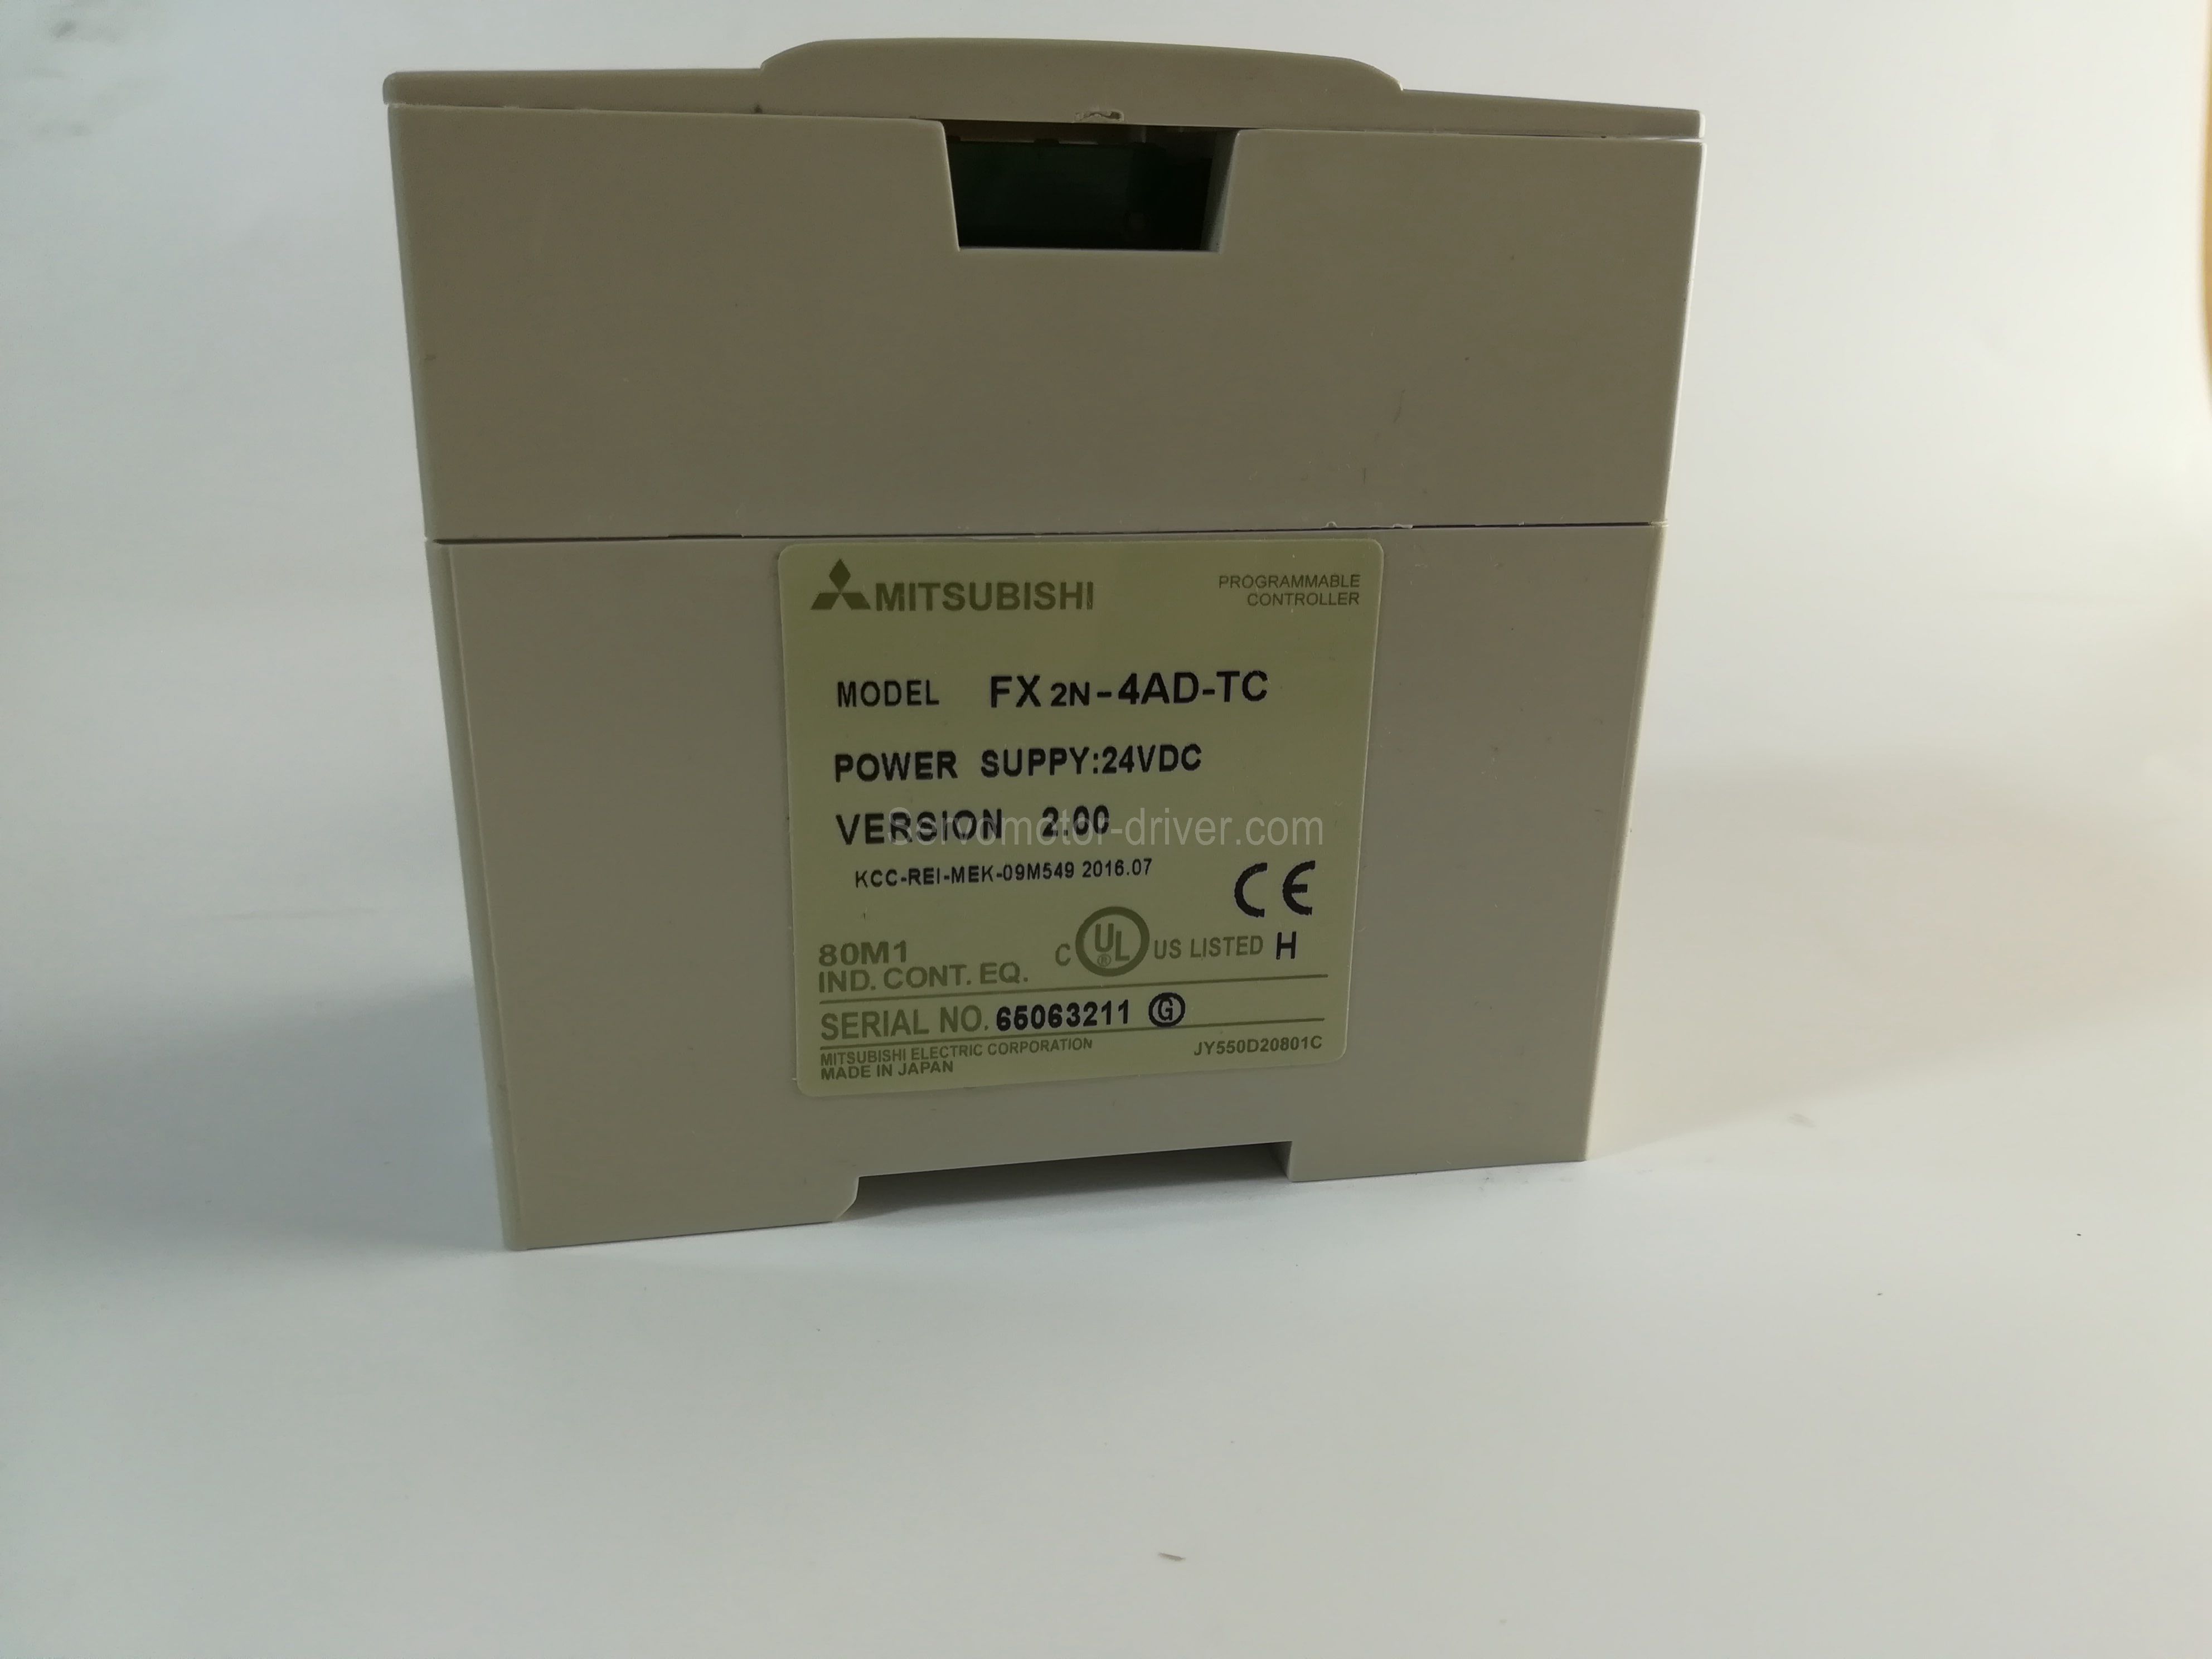 MITSUBISHI
PROGRAMMABLE
CONTROLLER
MODEL FX2N-4AD-TC
POWER SUPPY:24VDC
VERSION 2.00
Servomotor-driver.com
KCC-REI-MEK-09M549 2016.07
CE
80M1
IND. CONT. EQ.
C UL ® US LISTED H
SERIAL NO. 65063211 G
MITSUBISHI ELECTRIC CORPORATION
MADE IN JAPAN
JY550D20801C